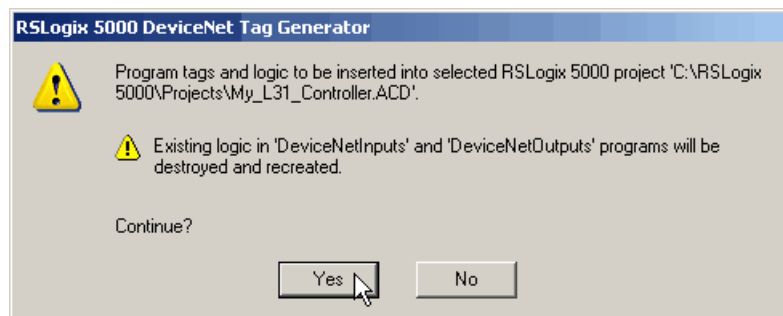 RSLogix 5000 DeviceNet Tag Generator
Program tags and logic to be inserted into selected RSLogix 5000 project 'C:\RSLogix
5000\Projects\My_L31_Controller.ACD'.
Existing logic in 'DeviceNetInputs' and 'DeviceNetOutputs' programs will be
destroyed and recreated.
Continue?
Yes No